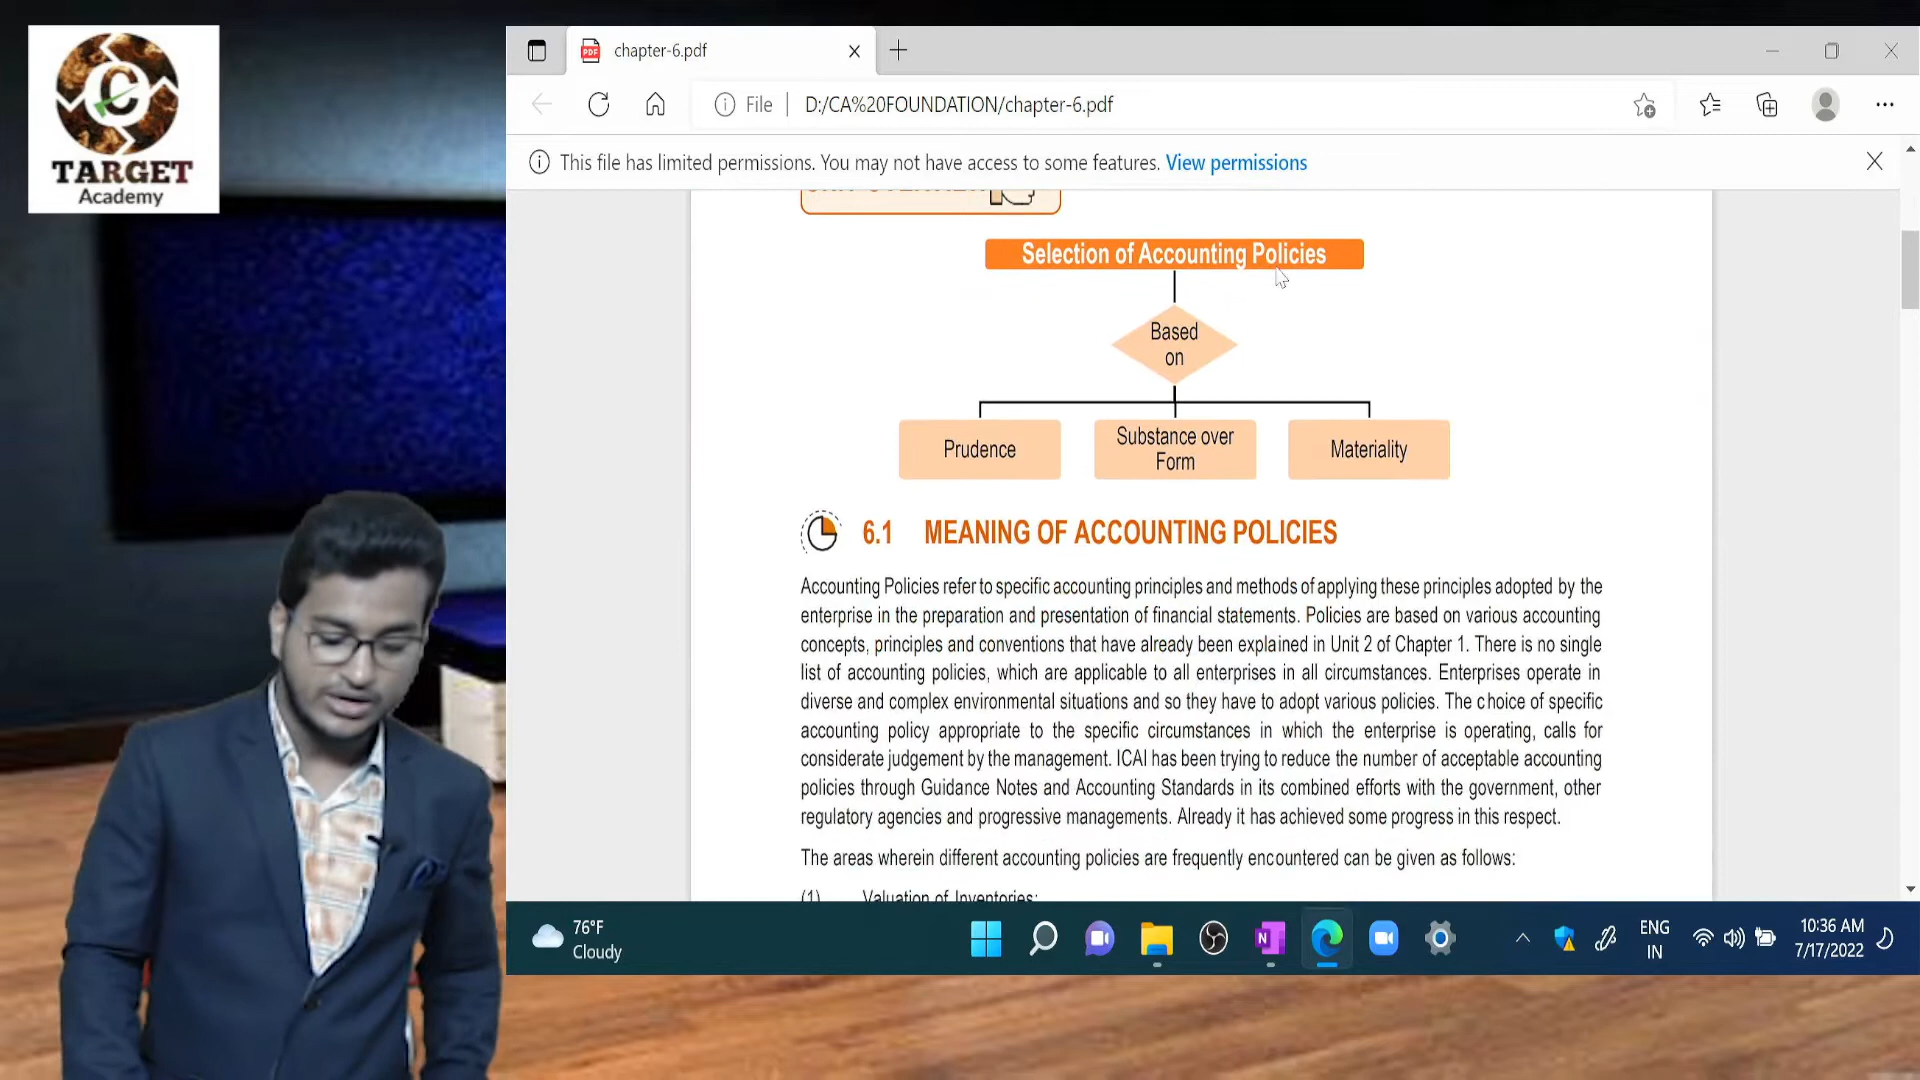 TARGET
Academy
chapter-6.pdf
File
D:/CA%20FOUNDATION/chapter-6.pdf
This file has limited permissions. You may not have access to some features. View permissions
Selection of Accounting Policies
Based
on
Prudence
Substance over
Form
Materiality
6.1 MEANING OF ACCOUNTING POLICIES
Accounting Policies refer to specific accounting principles and methods of applying these principles adopted by the
enterprise in the preparation and presentation of financial statements. Policies are based on various accounting
concepts, principles and conventions that have already been explained in Unit 2 of Chapter 1. There is no single
list of accounting policies, which are applicable to all enterprises in all circumstances. Enterprises operate in
diverse and complex environmental situations and so they have to adopt various policies. The choice of specific
accounting policy appropriate to the specific circumstances in which the enterprise is operating, calls for
considerate judgement by the management. ICAI has been trying to reduce the number of acceptable accounting
policies through Guidance Notes and Accounting Standards in its combined efforts with the government, other
regulatory agencies and progressive managements. Already it has achieved some progress in this respect.
The areas wherein different accounting policies are frequently encountered can be given as follows:
(1) Valuation of Inventories;
76°F
Cloudy
ENG
IN
10:36 AM
7/17/2022